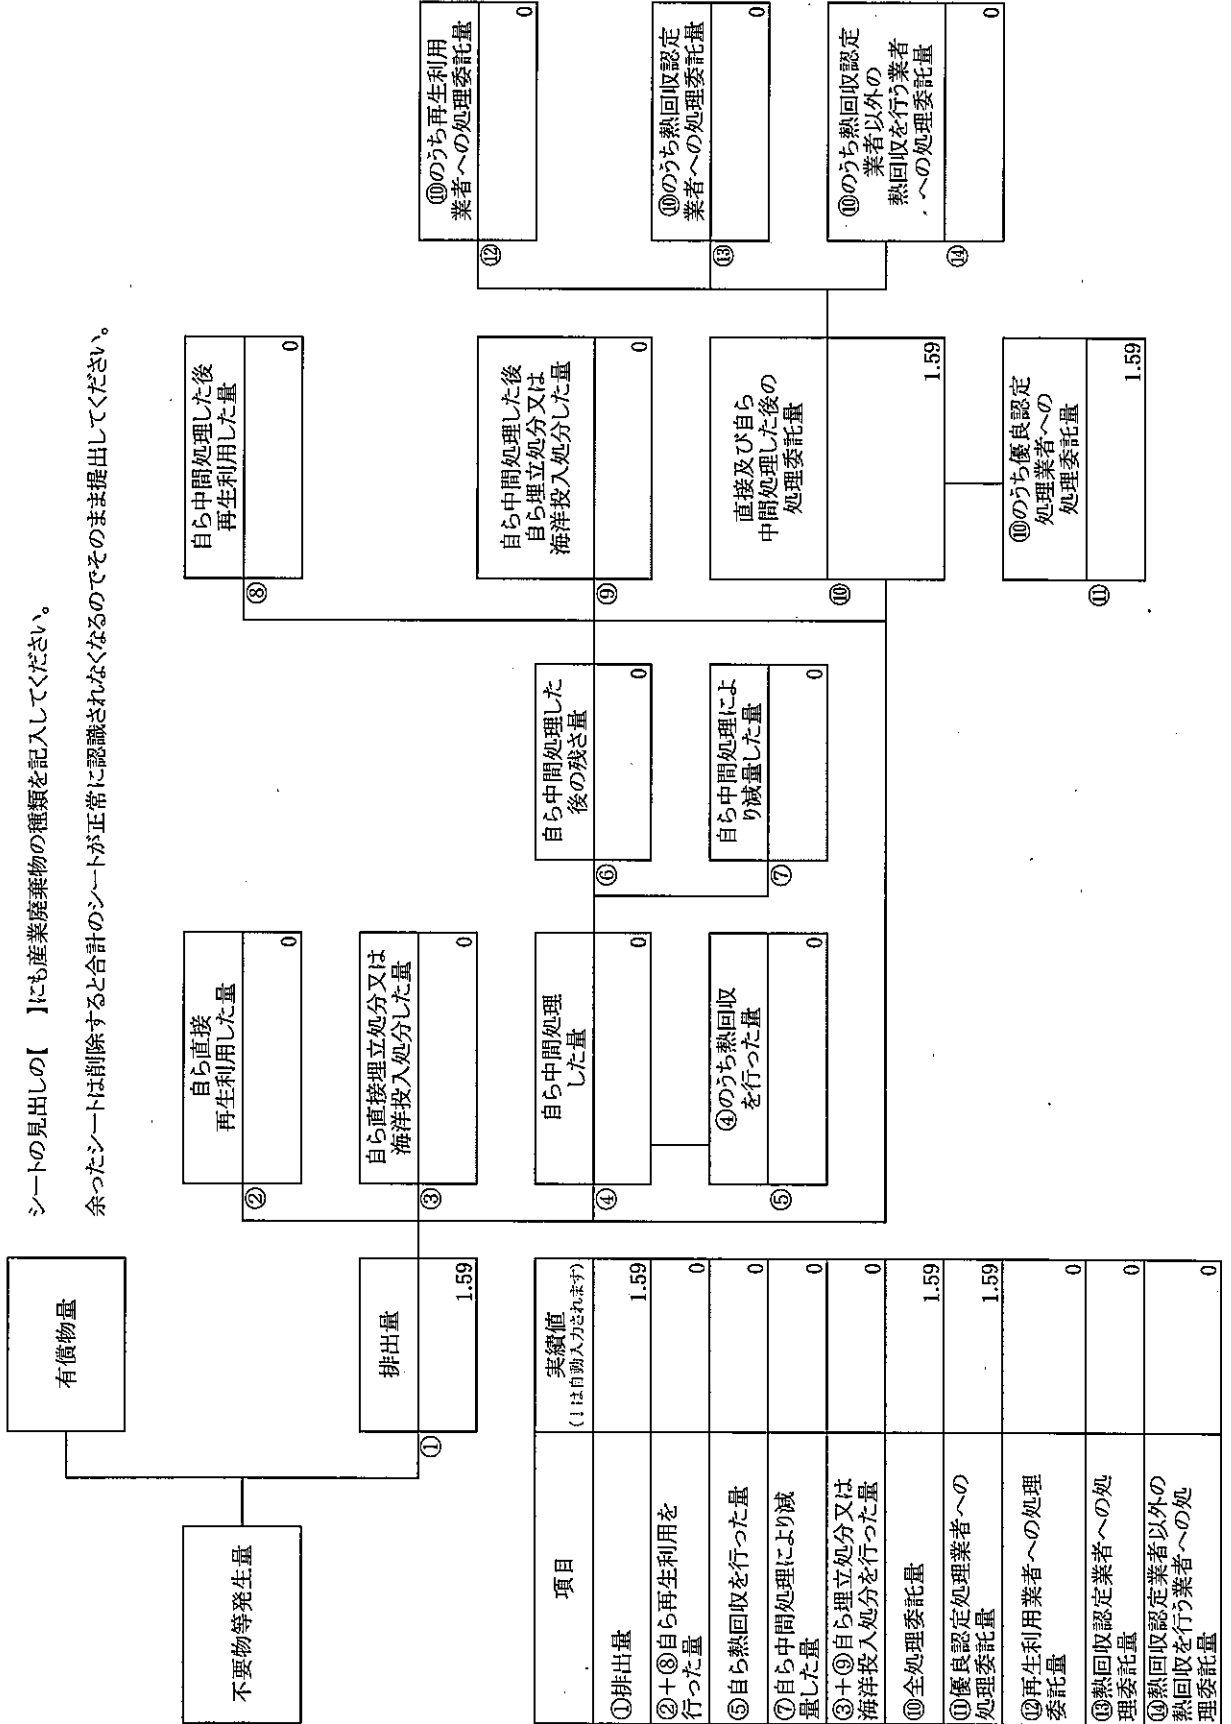 シートの見出しの【　】にも産業廃棄物の種類を記入してください。
余ったシートは削除すると合計のシートが正常に認識されなくなるのでそのまま提出してください。
不要物等発生量
有償物量
①
排出量
1.59
②
自ら直接
再生利用した量
0
③
自ら直接埋立処分又は
海洋投入処分した量
0
④
自ら中間処理
した量
0
⑤
④のうち熱回収
を行った量
0
⑥
自ら中間処理した
後の残さ量
0
⑦
自ら中間処理によ
り減量した量
0
⑧
自ら中間処理した後
再生利用した量
0
⑨
自ら中間処理した後
自ら埋立処分又は
海洋投入処分した量
0
⑩
直接及び自ら
中間処理した後の
処理委託量
1.59
⑪
⑩のうち優良認定
処理業者への
処理委託量
1.59
⑫
⑩のうち再生利用
業者への処理委託量
0
⑬
⑩のうち熱回収認定
業者への処理委託量
0
⑭
⑩のうち熱回収認定
業者以外の
熱回収を行う業者
への処理委託量
0
項目
実績値
(↓は自動入力されます)
①排出量
1.59
②+⑧自ら再生利用を
行った量
0
⑤自ら熱回収を行った量
0
⑦自ら中間処理により減
量した量
0
③+⑨自ら埋立処分又は
海洋投入処分を行った量
0
⑩全処理委託量
1.59
⑪優良認定処理業者への
処理委託量
1.59
⑫再生利用業者への処理
委託量
0
⑬熱回収認定業者への処
理委託量
0
⑭熱回収認定業者以外の
熱回収を行う業者への処
理委託量
0